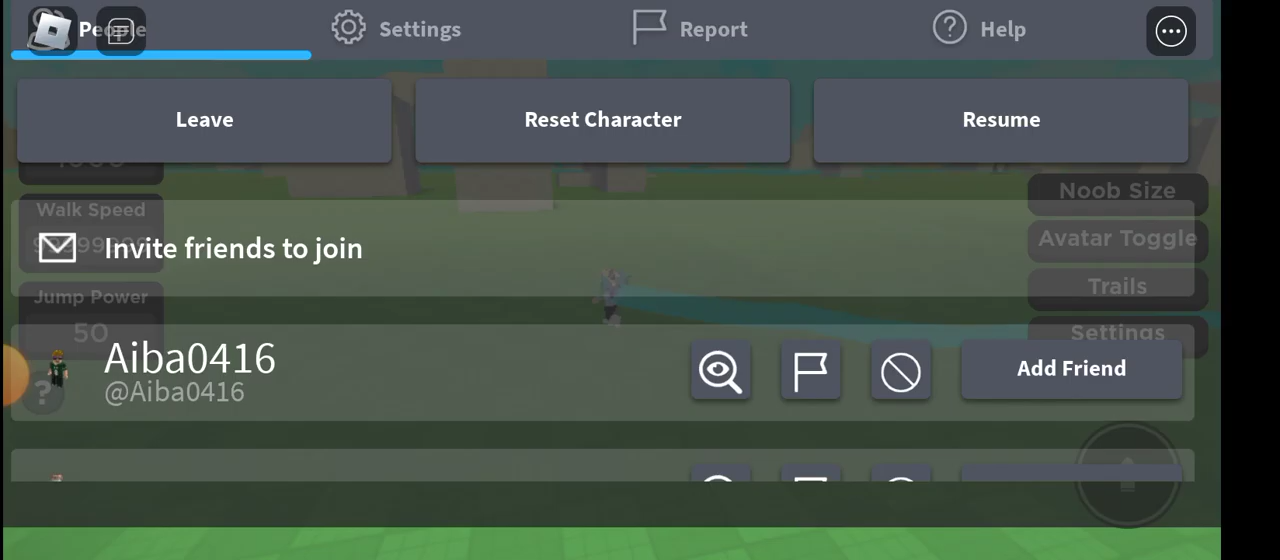 People
Settings
Report
Help
Leave
Reset Character
Resume
Walk Speed
Noob Size
Invite friends to join
Avatar Toggle
Jump Power
Trails
50
Settings
Aiba0416
@Aiba0416
Add Friend
?